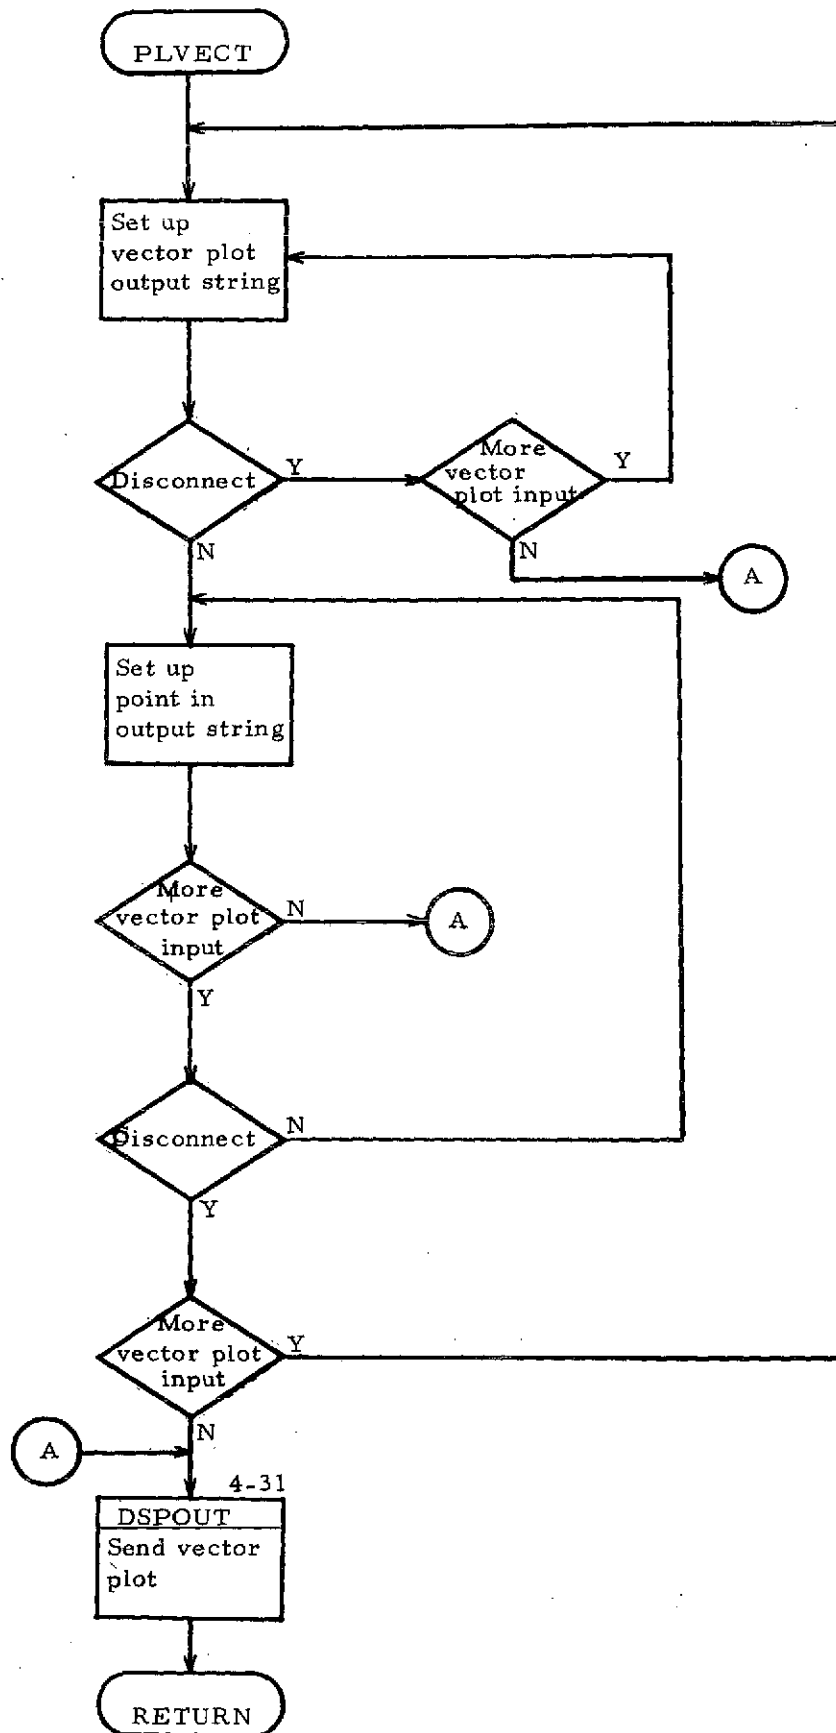 PLVECT
Set up
vector plot
output string
Disconnect
Y
More
vector
plot input
Y
N
N
A
Set up
point in
output string
More
vector plot
input
N
A
Y
Disconnect
N
Y
More
vector plot
input
Y
N
A
4-31
DSPOUT
Send vector
plot
RETURN